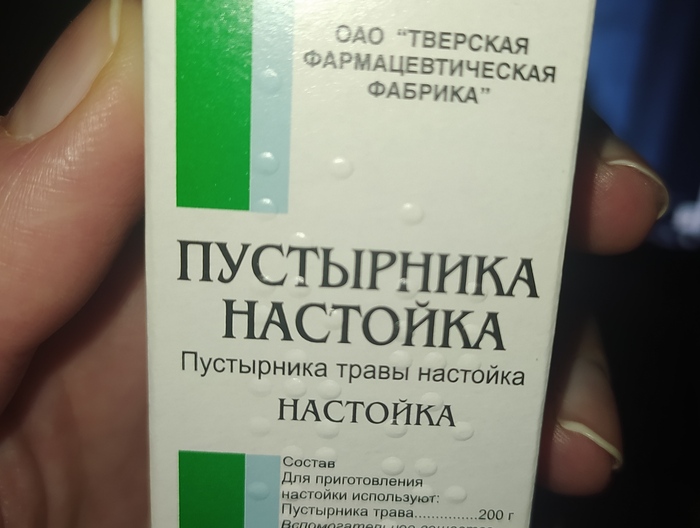 ОАО "ТВЕРСКАЯ
ФАРМАЦЕВТИЧЕСКАЯ
ФАБРИКА"
ПУСТЫРНИКА
НАСТОЙКА
Пустырника травы настойка
НАСТОЙКА
Состав
Для приготовления
настойки используют:
Пустырника трава...............200 г